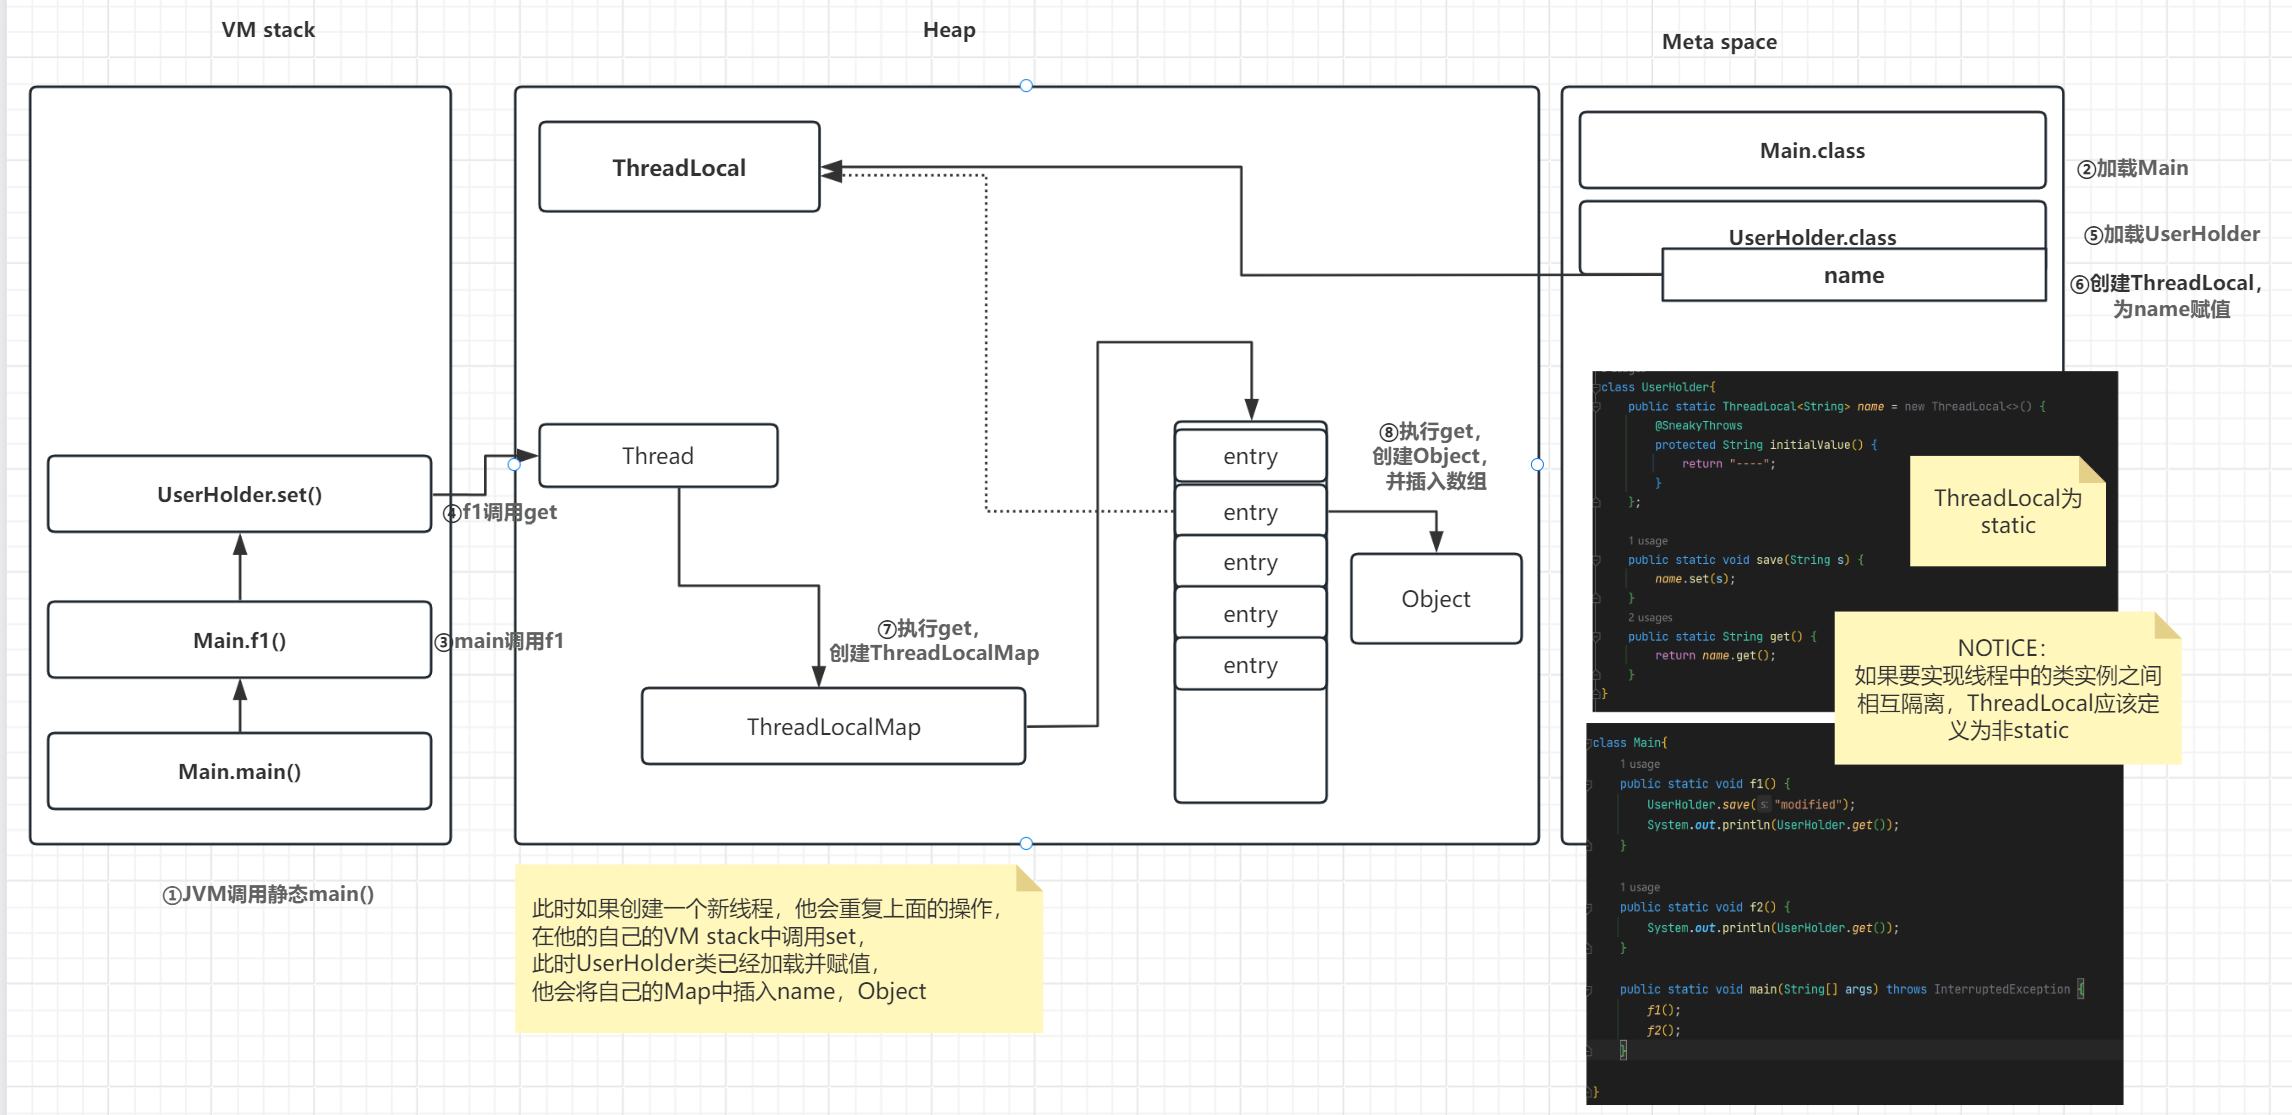 VM stack
Heap
Meta space
ThreadLocal
Main.class
②加载Main
UserHolder.class
⑤加载UserHolder
name
⑥创建ThreadLocal，
为name赋值
UserHolder.set()
④f1调用get
Main.f1()
③main调用f1
Main.main()
①JVM调用静态main()
Thread
⑦执行get，
创建ThreadLocalMap
ThreadLocalMap
entry
entry
entry
entry
entry
⑧执行get，
创建Object，
并插入数组
Object
class UserHolder{
public static ThreadLocal<String> name = new ThreadLocal<>() {
@SneakyThrows
protected String initialValue() {
return "----";
}
};
1 usage
public static void save(String s) {
name.set(s);
}
2 usages
public static String get() {
return name.get();
}
}
ThreadLocal为
static
NOTICE：
如果要实现线程中的类实例之间
相互隔离，ThreadLocal应该定
义为非static
class Main{
1 usage
public static void f1() {
UserHolder.save( s: "modified");
System.out.println(UserHolder.get());
}
1 usage
public static void f2() {
System.out.println(UserHolder.get());
}
public static void main(String[] args) throws InterruptedException {
f1();
f2();
}
}
此时如果创建一个新线程，他会重复上面的操作，
在他的自己的VM stack中调用set，
此时UserHolder类已经加载并赋值，
他会将自己的Map中插入name，Object